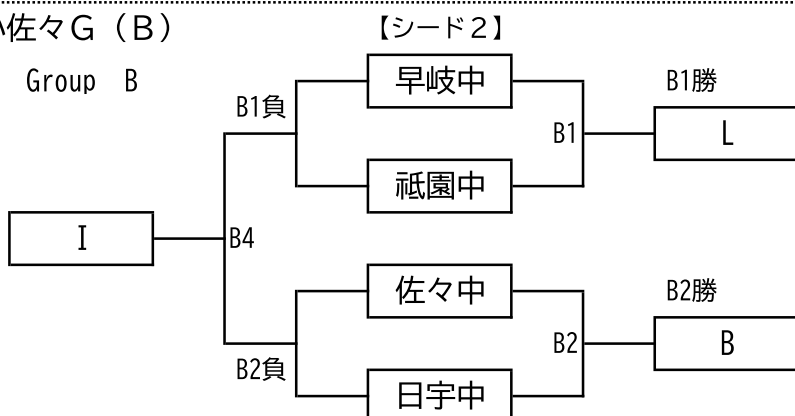 佐々Ｇ（Ｂ）
【シード２】
Group B
早岐中
B1負
B1勝
B1
L
祇園中
I
B4
佐々中
B2勝
B2
B
B2負
日宇中